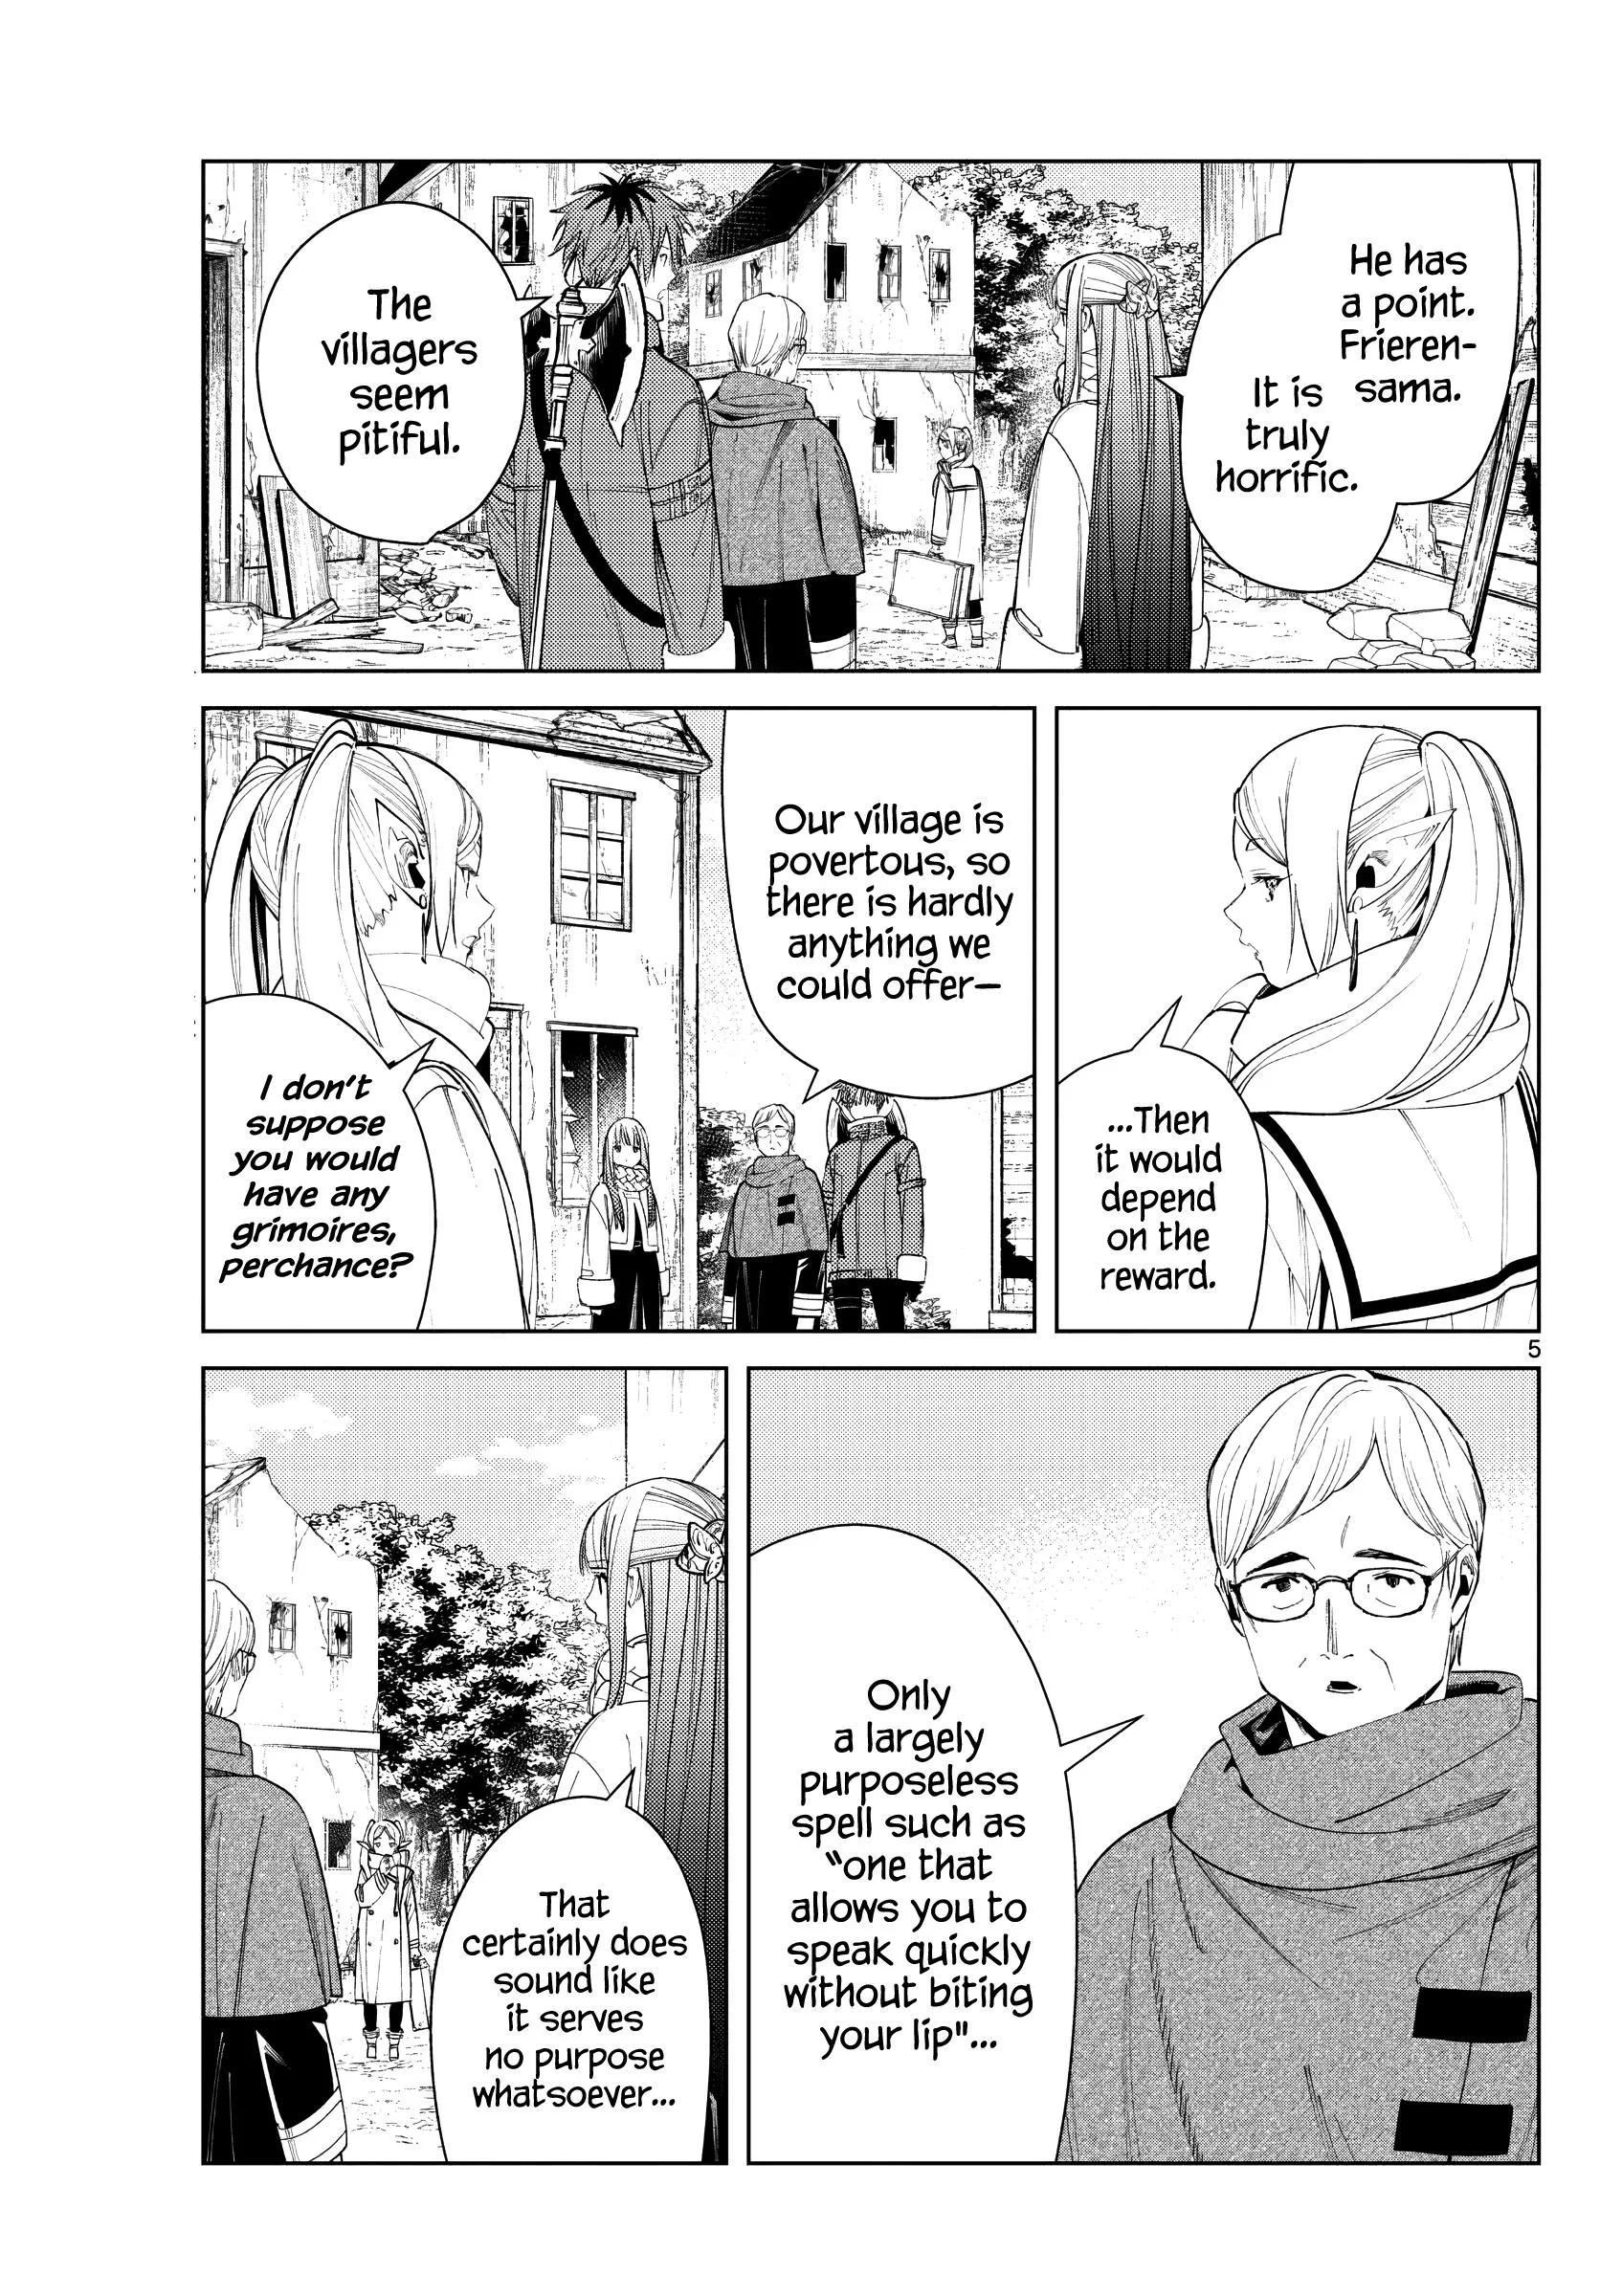 He has
a point.
Frieren-
sama.
It is
truly
horrific.
The
villagers
seem
pitiful.
...Then
it would
depend
on the
reward.
Our village is
povertous, so
there is hardly
anything we
could offer—
I don't
suppose
you would
have any
grimoires,
perchance?
5
Only
a largely
purposeless
spell such as
"one that
allows you to
speak quickly
without biting
your lip"...
That
certainly does
sound like
it serves
no purpose
whatsoever...